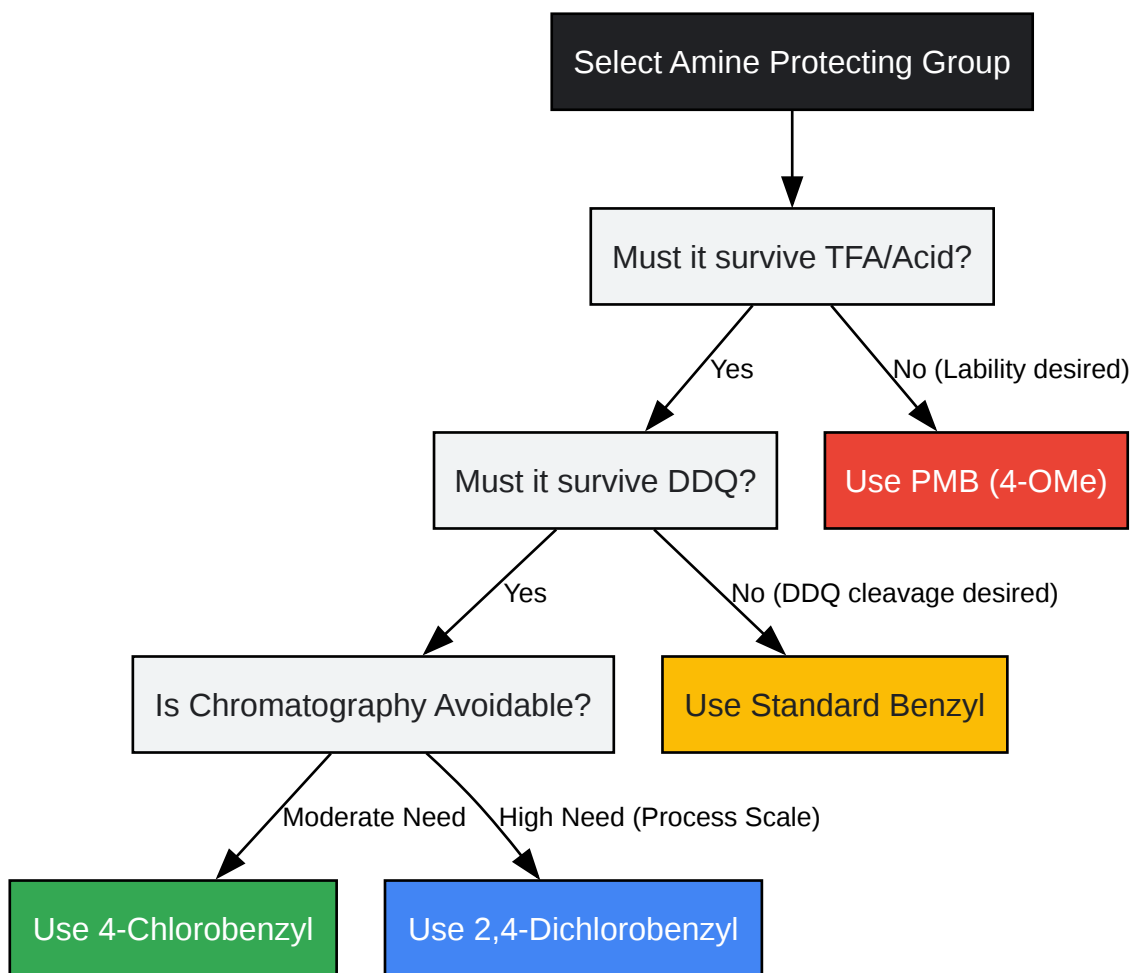 Select Amine Protecting Group
Must it survive TFA/Acid?
Yes
No (Lability desired)
Must it survive DDQ?
Use PMB (4-OMe)
Yes
No (DDQ cleavage desired)
Is Chromatography Avoidable?
Use Standard Benzyl
Moderate Need
High Need (Process Scale)
Use 4-Chlorobenzyl
Use 2,4-Dichlorobenzyl